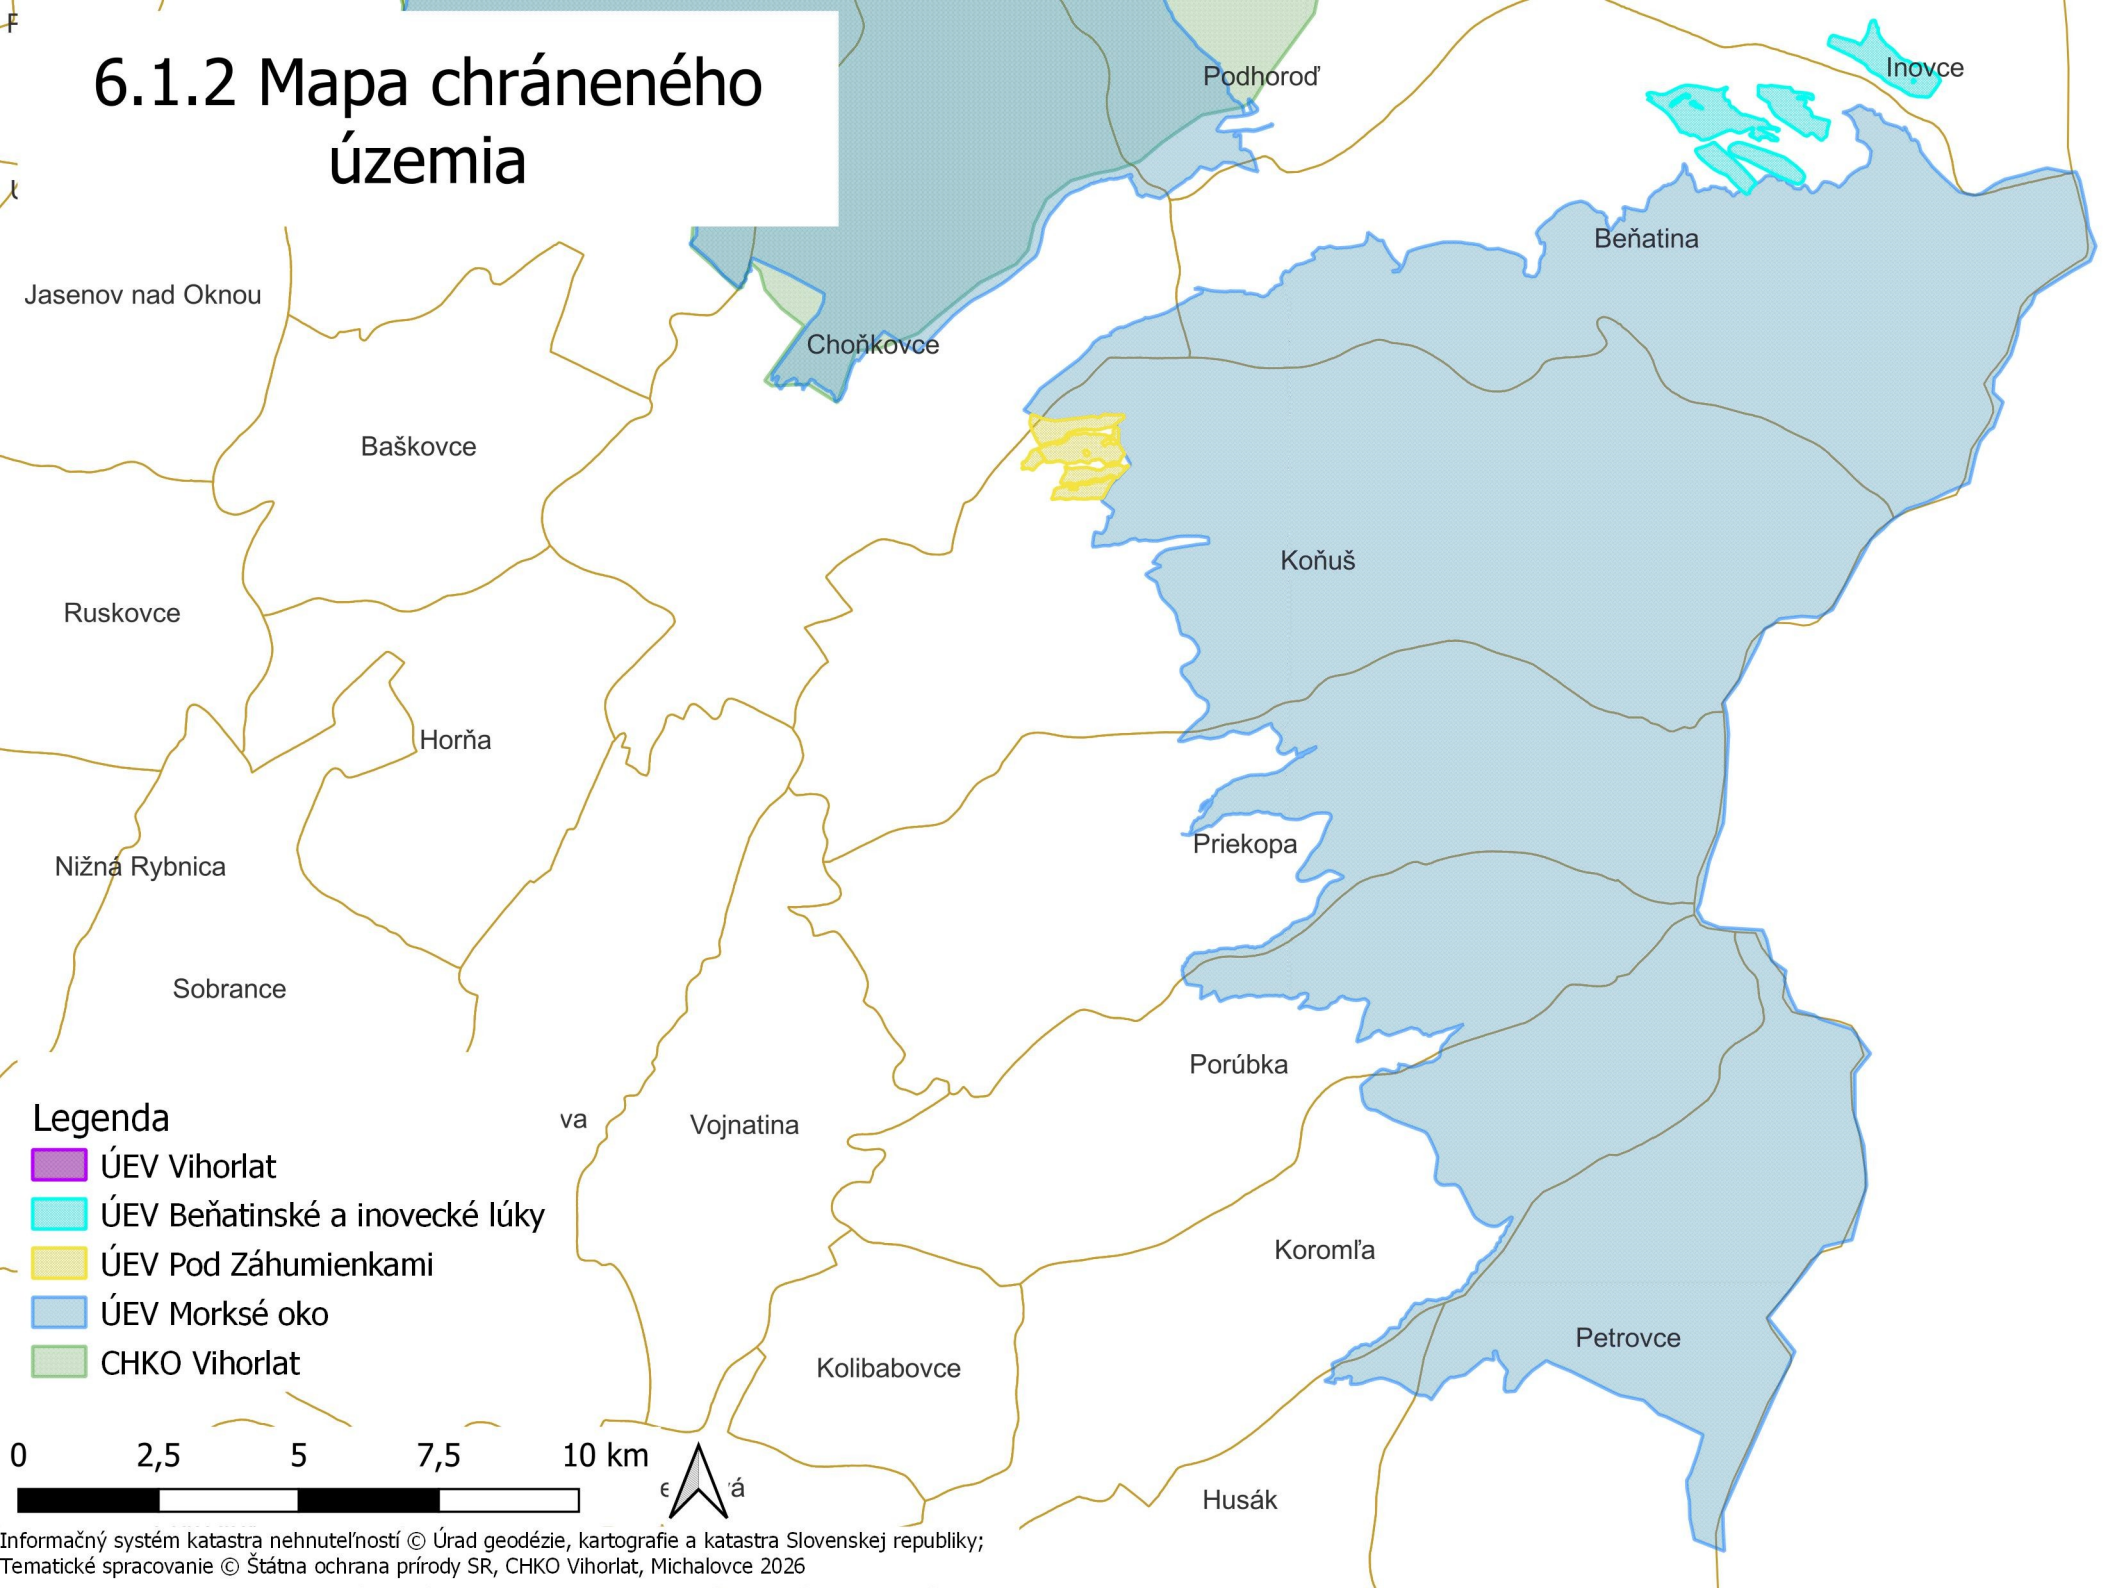 6.1.2 Mapa chráneného
území
Podhoroď
Inovce
Beňatina
Jasenov nad Oknou
Choňkovce
Baškovce
Koňuš
Ruskovce
Horňa
Priekopa
Nižná Rybnica
Sobrance
Porúbka
va
Vojnatina
Koromľa
Petrovce
Kolibabovce
Husák
Legenda
ÚEV Vihorlat
ÚEV Beňatinské a inovecké lúky
ÚEV Pod Záhumienkami
ÚEV Morksé oko
CHKO Vihorlat
0 2,5 5 7,5 10 km
Informačný systém katastra nehnuteľností © Úrad geodézie, kartografie a katastra Slovenskej republiky;
Tematické spracovanie © Štátna ochrana prírody SR, CHKO Vihorlat, Michalovce 2026